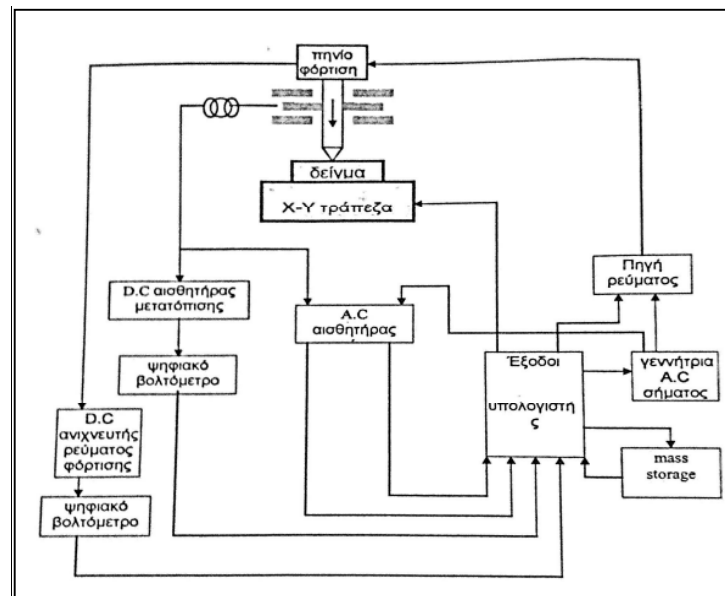 πηνίο
φόρτιση
δείγμα
Χ-Υ τράπεζα
Πηγή
ρεύματος
D.C αισθητήρας
μετατόπισης
A.C
αισθητήρας
Έξοδοι
υπολογιστή
ς
γεννήτρια
A.C
σήματος
ψηφιακό
βολτόμετρο
D.C
ανιχνευτής
ρεύματος
φόρτισης
mass
storage
ψηφιακό
βολτόμετρο